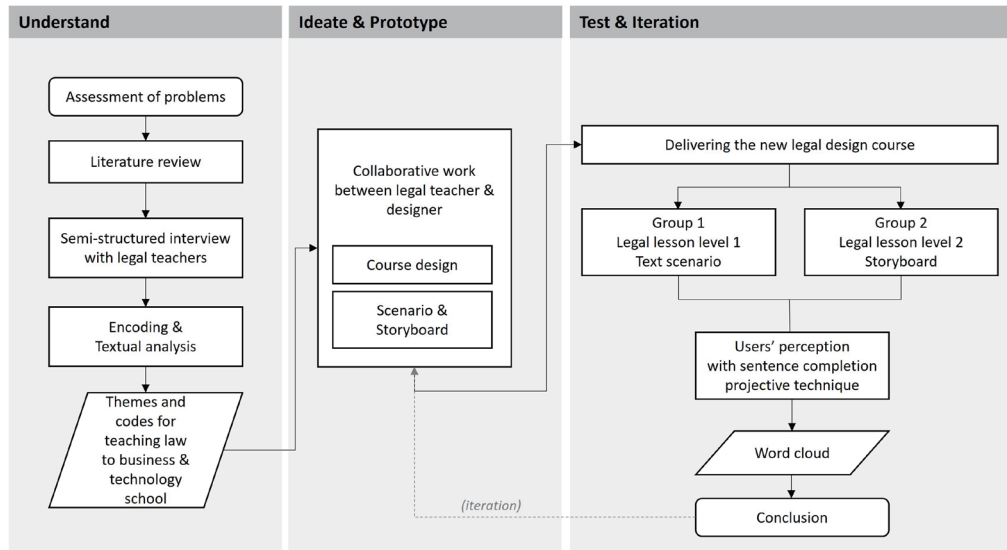 Understand
Assessment of problems
Literature review
Semi-structured interview
with legal teachers
Encoding &
Textual analysis
Themes and
codes for
teaching law
to business &
technology
school
Ideate & Prototype
Collaborative work
between legal teacher &
designer
Course design
Scenario &
Storyboard
(iteration)
Test & Iteration
Delivering the new legal design course
Group 1
Legal lesson level 1
Text scenario
Group 2
Legal lesson level 2
Storyboard
Users’ perception
with sentence completion
projective technique
Word cloud
Conclusion